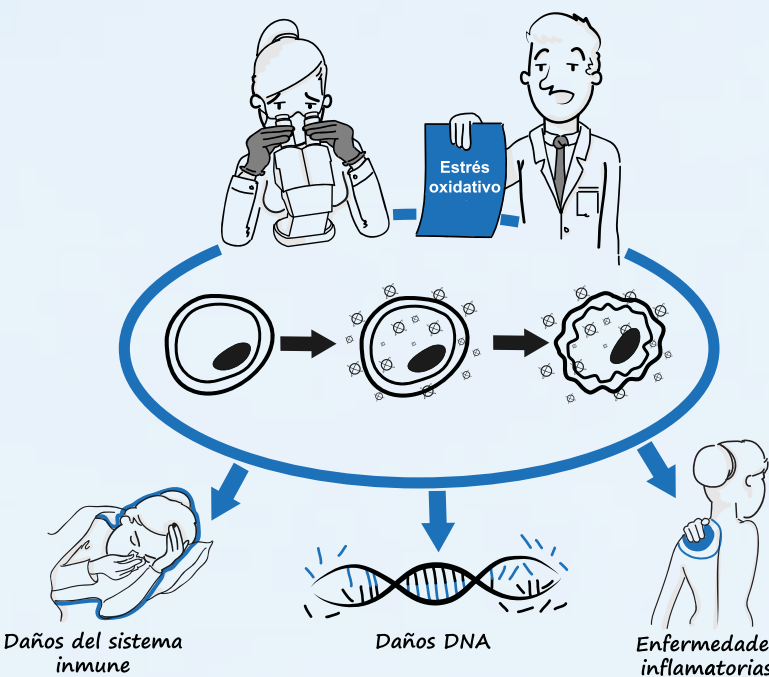 Estrés
oxidativo
Daños del sistema
inmune
Daños DNA
Enfermedade
inflamatorias